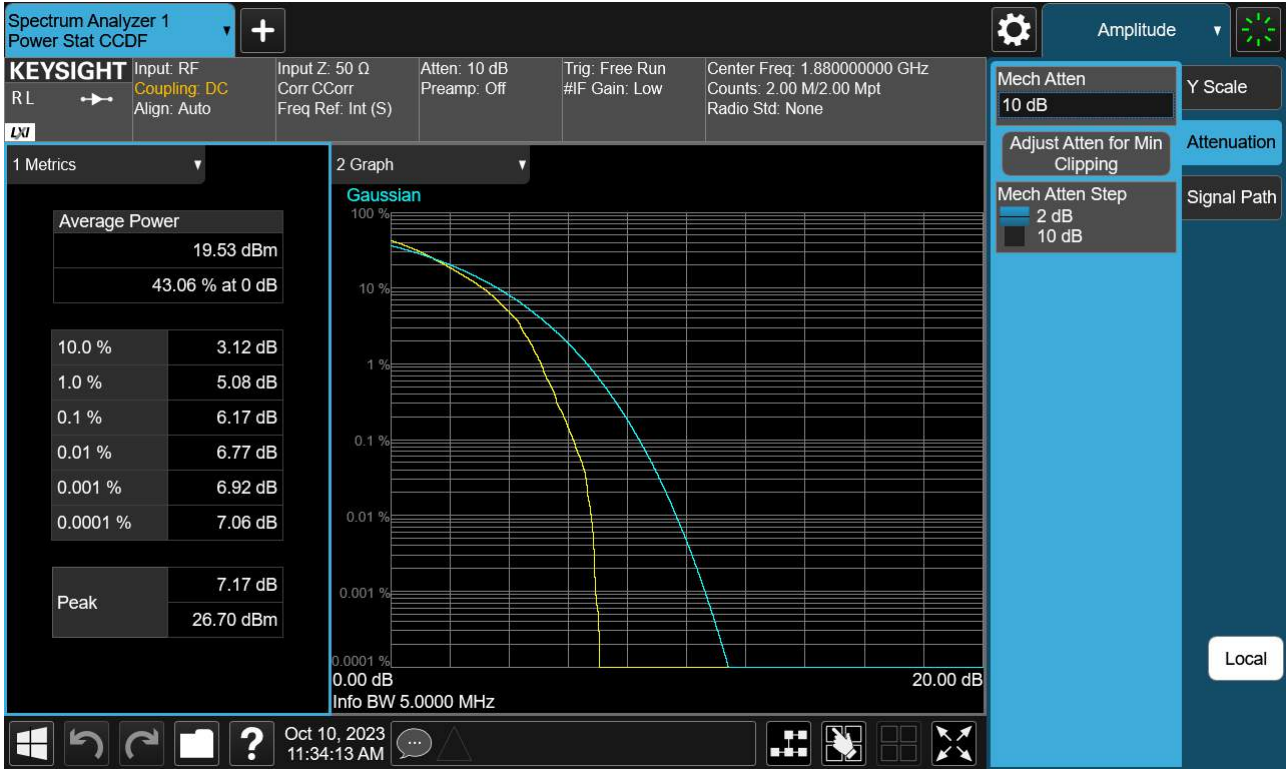 Spectrum Analyzer 1
Power Stat CCDF
+
Amplitude
KEYSIGHT
R L
LXI
Input: RF
Coupling: DC
Align: Auto
Input Z: 50 Ω
Corr CCorr
Freq Ref: Int (S)
Atten: 10 dB
Preamp: Off
Trig: Free Run
#IF Gain: Low
Center Freq: 1.880000000 GHz
Counts: 2.00 M/2.00 Mpt
Radio Std: None
1 Metrics
Average Power
19.53 dBm
43.06 % at 0 dB
10.0 % 3.12 dB
1.0 % 5.08 dB
0.1 % 6.17 dB
0.01 % 6.77 dB
0.001 % 6.92 dB
0.0001 % 7.06 dB
Peak
7.17 dB
26.70 dBm
2 Graph
Gaussian
100 %
10 %
1 %
0.1 %
0.01 %
0.001 %
0.0001 %
0.00 dB 20.00 dB
Info BW 5.0000 MHz
Mech Atten
10 dB
Adjust Atten for Min
Clipping
Mech Atten Step
2 dB
10 dB
Y Scale
Attenuation
Signal Path
Local
?
Oct 10, 2023
11:34:13 AM